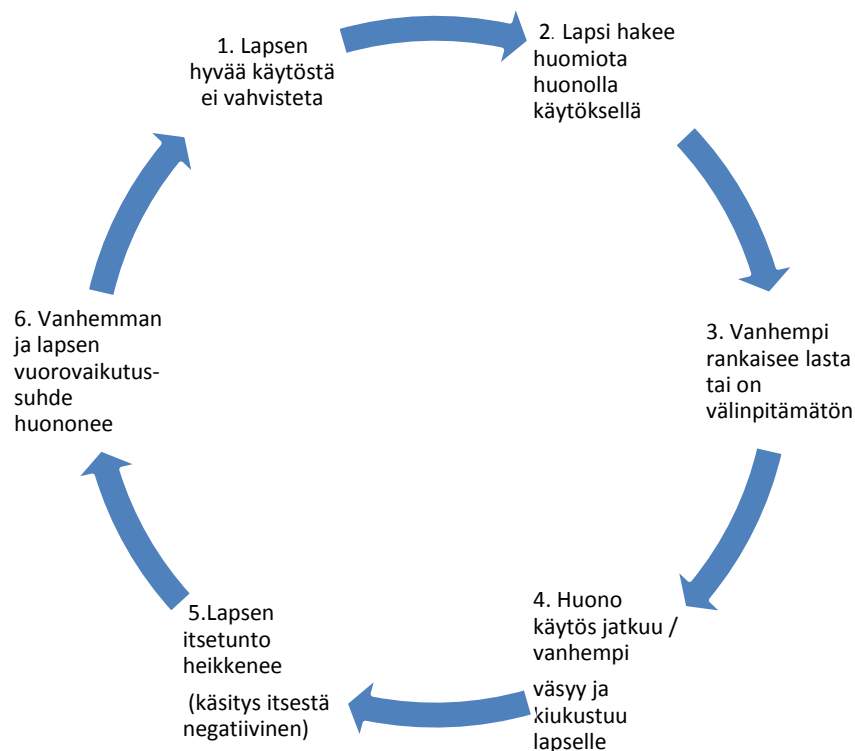 1. Lapsen
hyvää käytöstä
ei vahvisteta
2. Lapsi hakee
huomiota
huonolla
käytöksellä
3. Vanhempi
rankaisee lasta
tai on
välinpitämätön
4. Huono
käytös jatkuu /
vanhempi
väsyy ja
kiukustuu
lapselle
5.Lapsen
itsetunto
heikkenee
(käsitys itsestä
negatiivinen)
6. Vanhemman
ja lapsen
vuorovaikutus-
suhde
huononee